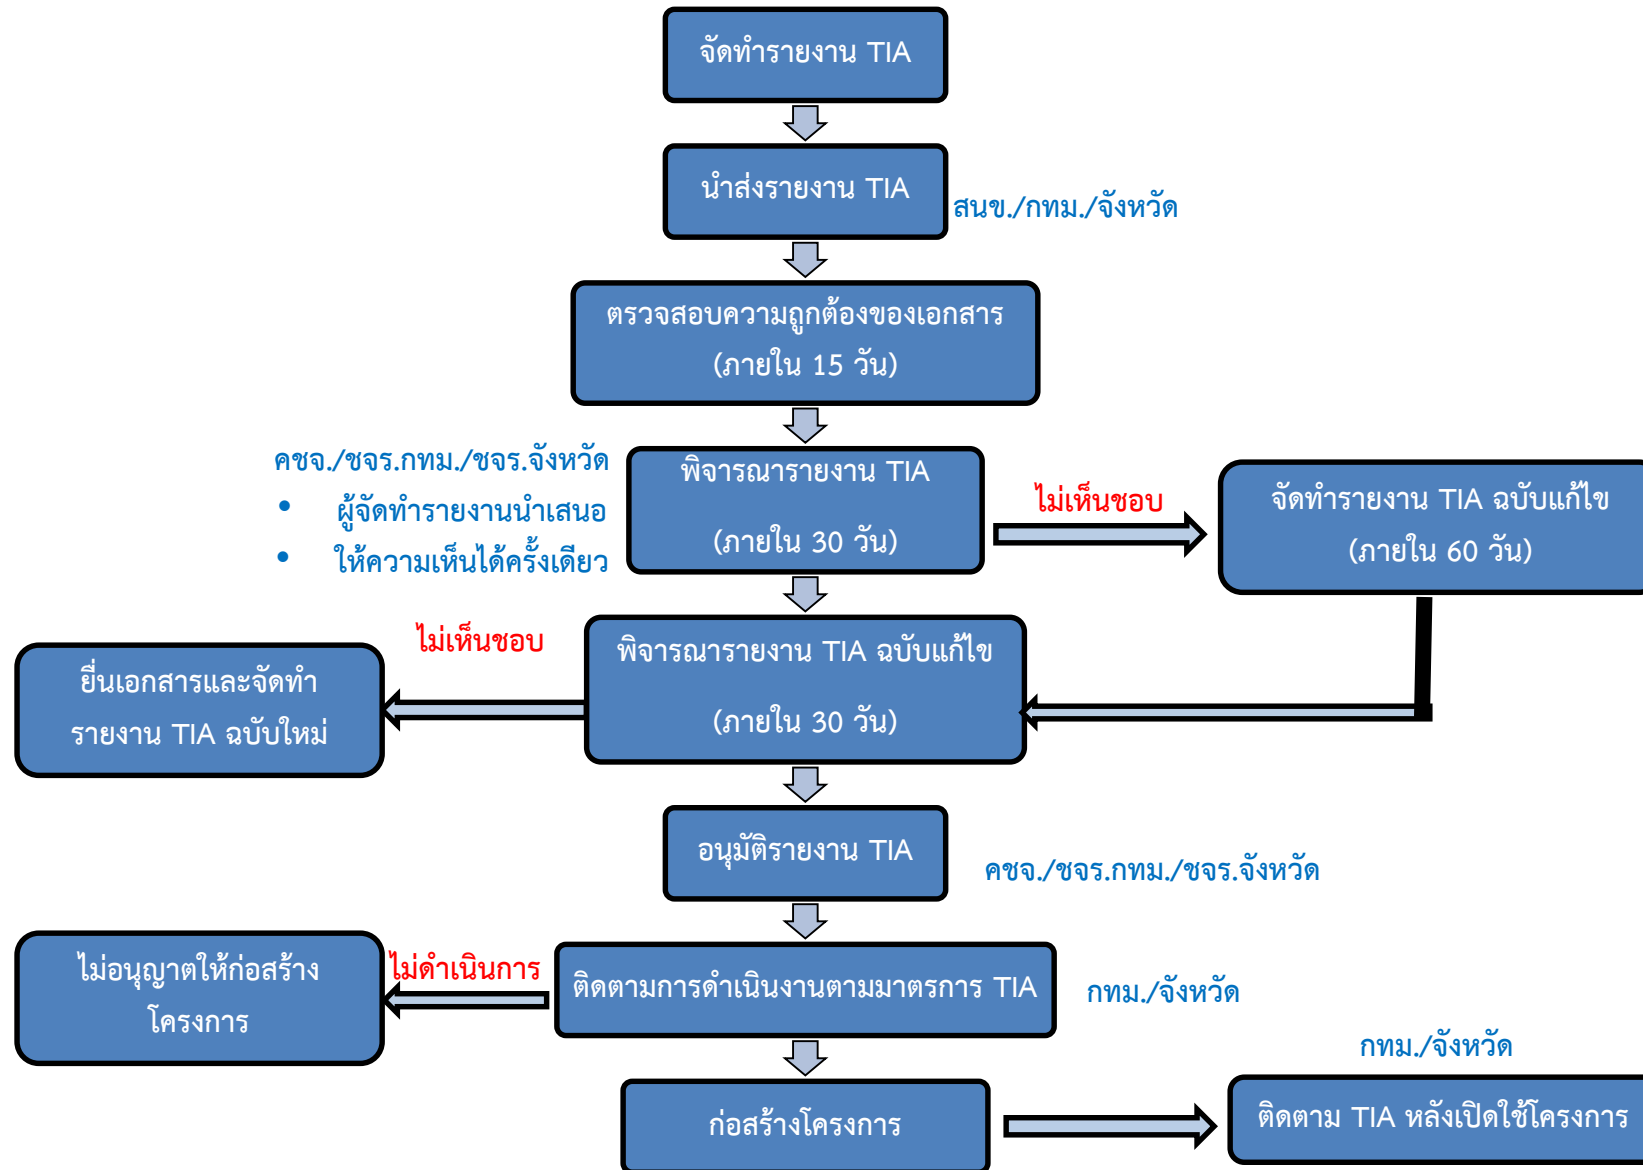 จัดทำรายงาน TIA
นำส่งรายงาน TIA
สนข./กทม./จังหวัด
ตรวจสอบความถูกต้องของเอกสาร
(ภายใน 15 วัน)
คชจ./ชจร.กทม./ชจร.จังหวัด
• ผู้จัดทำรายงานนำเสนอ
• ให้ความเห็นได้ครั้งเดียว
พิจารณารายงาน TIA
(ภายใน 30 วัน)
ไม่เห็นชอบ
จัดทำรายงาน TIA ฉบับแก้ไข
(ภายใน 60 วัน)
พิจารณารายงาน TIA ฉบับแก้ไข
(ภายใน 30 วัน)
ไม่เห็นชอบ
ยื่นเอกสารและจัดทำ
รายงาน TIA ฉบับใหม่
อนุมัติรายงาน TIA
คชจ./ชจร.กทม./ชจร.จังหวัด
ติดตามการดำเนินงานตามมาตรการ TIA
กทม./จังหวัด
ไม่ดำเนินการ
ไม่อนุญาตให้ก่อสร้าง
โครงการ
ก่อสร้างโครงการ
กทม./จังหวัด
ติดตาม TIA หลังเปิดใช้โครงการ